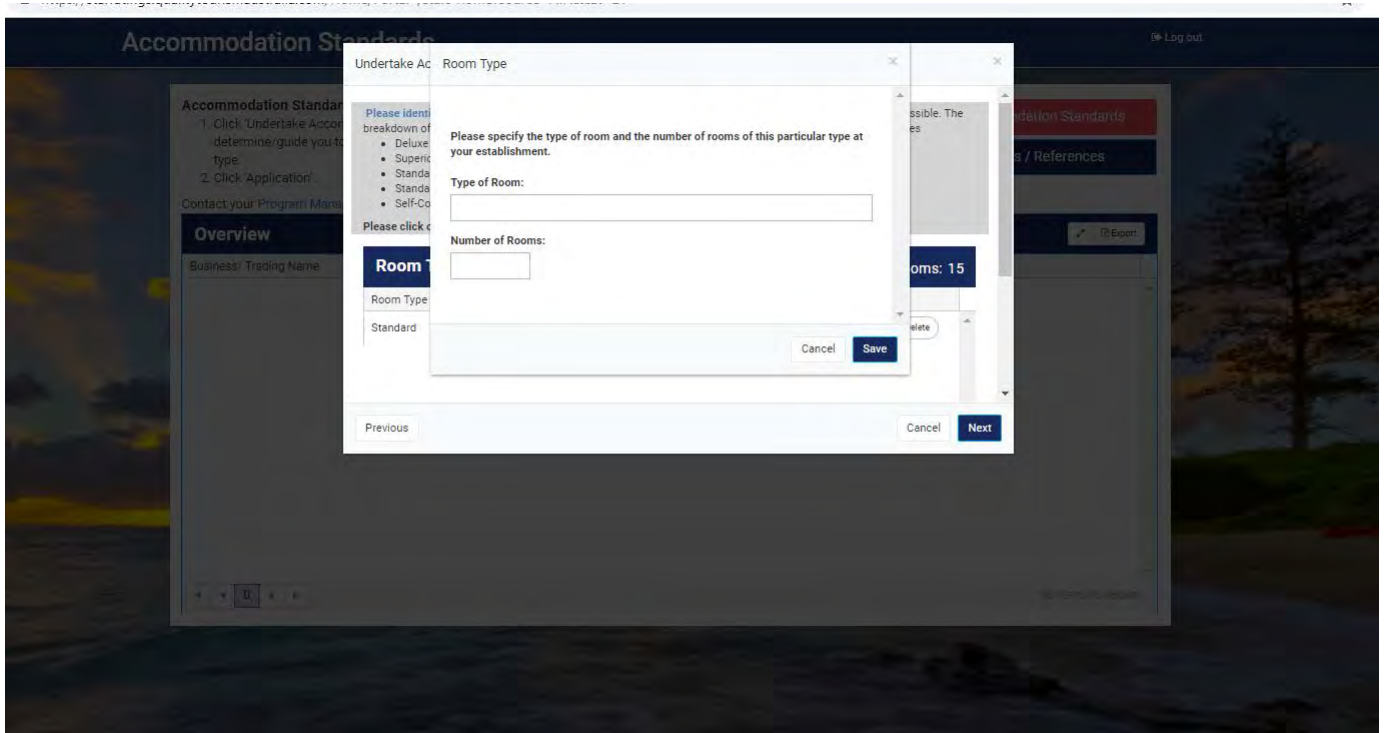 Accommodation Standards
Log out
Undertake Ac
Room Type
Accommodation Standar
1. Click 'Undertake Accor
determine/guide you to
type.
2. Click 'Application'.
Contact your Program Mana
Please identi
ssible. The
breakdown of
es
• Deluxe
• Superio
• Standa
• Standa
• Self-Co
Please click o
Please specify the type of room and the number of rooms of this particular type at
your establishment.
Type of Room:
Number of Rooms:
Cancel
Save
dation Standards
s / References
Overview
Export
Business/ Trading Name
Room T
oms: 15
Room Type
Standard
elete
Previous
Cancel
Next
0